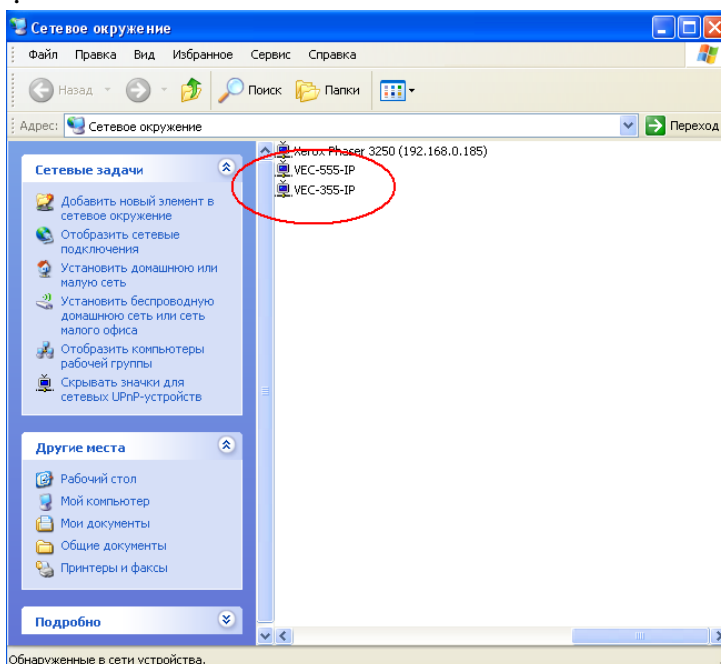 Сетевое окружение
Файл Правка Вид Избранное Сервис Справка
Назад Поиск Папки
Адрес: Сетевое окружение Переход
Xerox Phaser 3250 (192.168.0.185)
VEC-555-IP
VEC-355-IP
Сетевые задачи
Добавить новый элемент в
сетевое окружение
Отобразить сетевые
подключения
Установить домашнюю или
малую сеть
Установить беспроводную
домашнюю сеть или сеть
малого офиса
Отобразить компьютеры
рабочей группы
Скрывать значки для
сетевых UPnP-устройств
Другие места
Рабочий стол
Мой компьютер
Мои документы
Общие документы
Принтеры и факсы
Подробно
Обнаруженные в сети устройства.